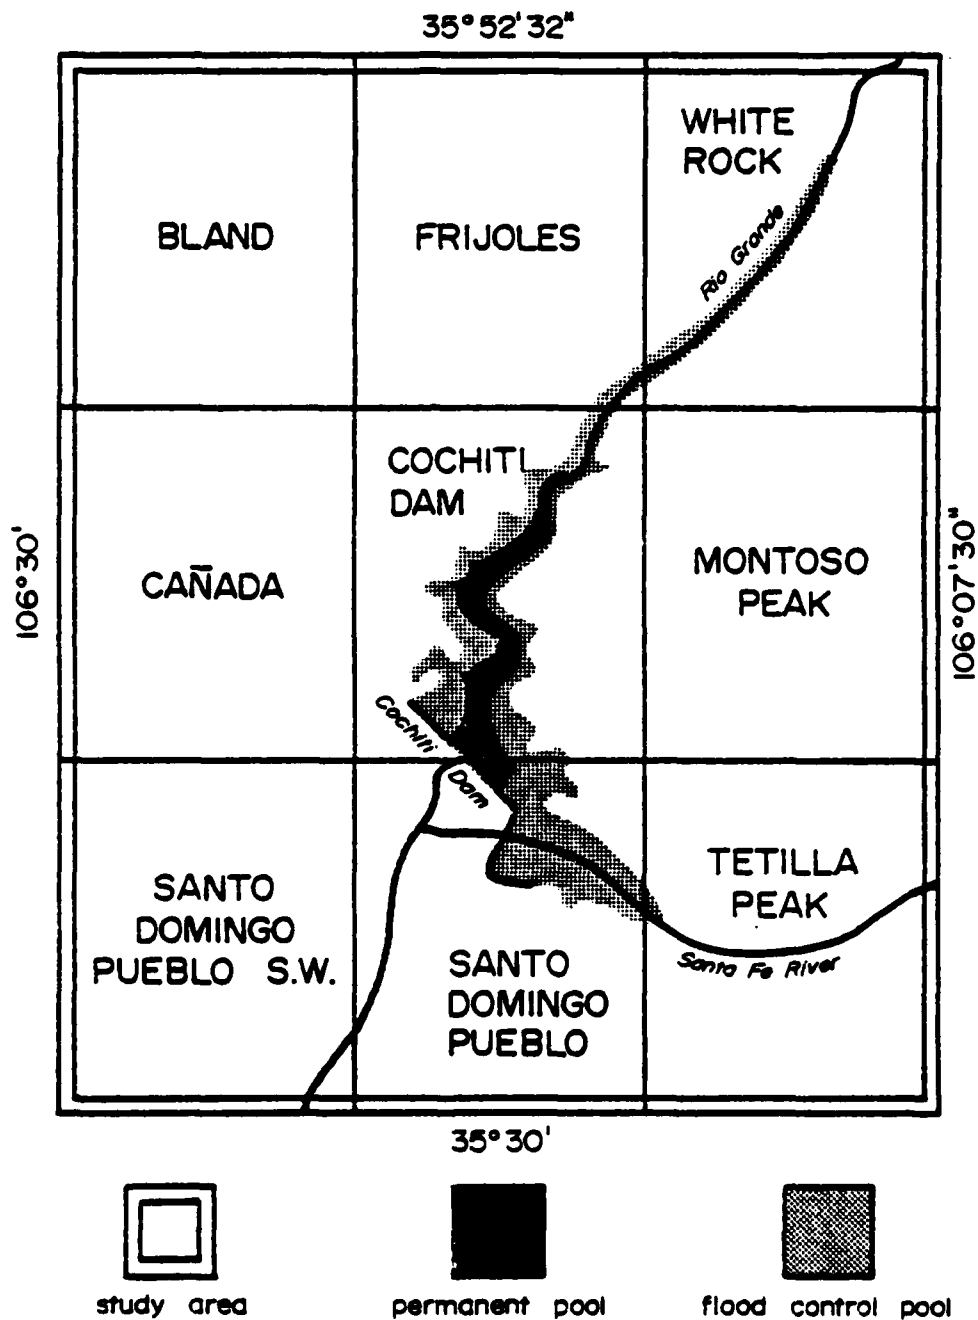 35°52'32"
WHITE
ROCK
BLAND
FRIJOLES
Rio Grande
COCHITI
DAM
106°30'
CAÑADA
MONTOSO
PEAK
106°07'30"
Cochiti
Dam
SANTO
DOMINGO
PUEBLO S.W.
TETILLA
PEAK
Santa Fe River
SANTO
DOMINGO
PUEBLO
35°30'
study area
permanent pool
flood control pool